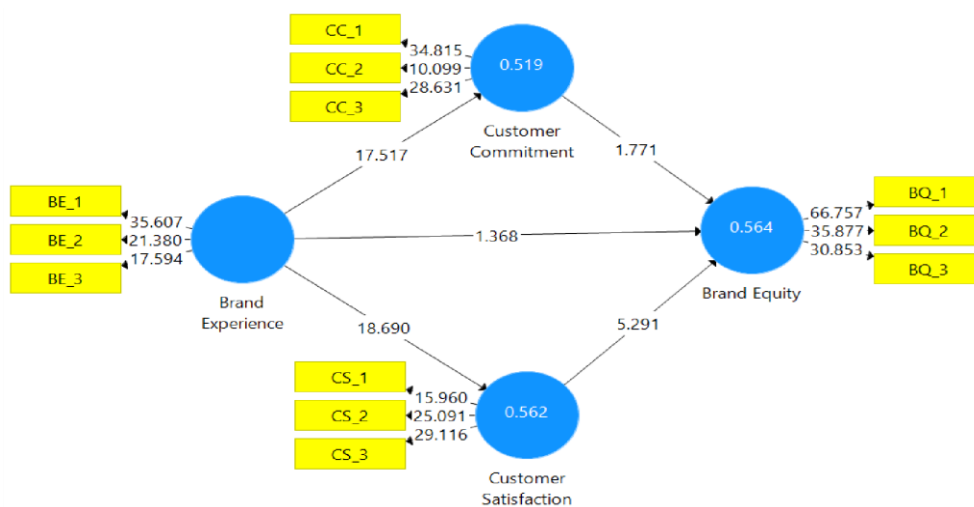 CC_1
34.815
CC_2
10.099
CC_3
28.631
0.519
Customer
Commitment
17.517
1.771
BE_1
35.607
BE_2
21.380
BE_3
17.594
Brand
Experience
1.368
0.564
Brand Equity
66.757
BQ_1
35.877
BQ_2
30.853
BQ_3
18.690
5.291
CS_1
15.960
CS_2
25.091
CS_3
29.116
0.562
Customer
Satisfaction